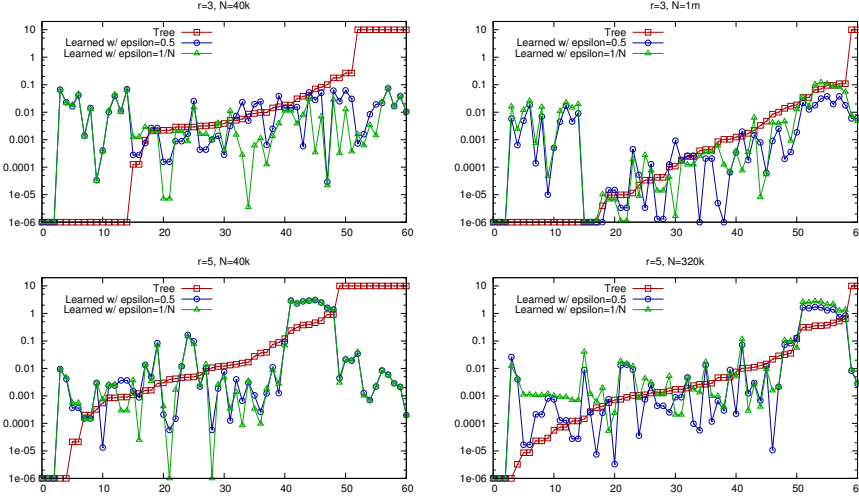 r=3, N=40k
10
1
0.1
0.01
0.001
0.0001
1e-05
1e-06
0 10 20 30 40 50 60
Tree
Learned w/ epsilon=0.5
Learned w/ epsilon=1/N
r=3, N=1m
10
1
0.1
0.01
0.001
0.0001
1e-05
1e-06
0 10 20 30 40 50 60
Tree
Learned w/ epsilon=0.5
Learned w/ epsilon=1/N
r=5, N=40k
10
1
0.1
0.01
0.001
0.0001
1e-05
1e-06
0 10 20 30 40 50 60
Tree
Learned w/ epsilon=0.5
Learned w/ epsilon=1/N
r=5, N=320k
10
1
0.1
0.01
0.001
0.0001
1e-05
1e-06
0 10 20 30 40 50 60
Tree
Learned w/ epsilon=0.5
Learned w/ epsilon=1/N